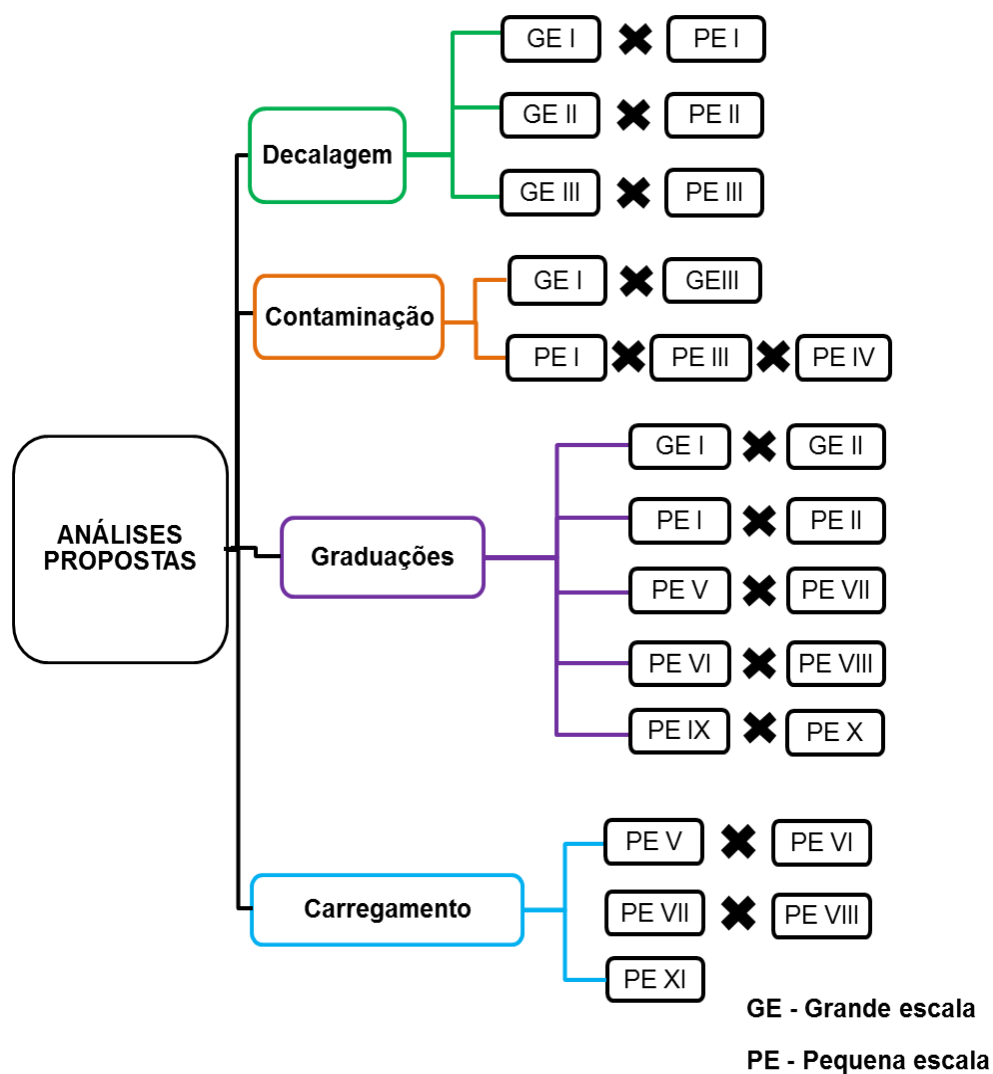 GE I ✖ PE I
GE II ✖ PE II
Decalagem
GE III ✖ PE III
GE I ✖ GEIII
Contaminação
PE I ✖ PE III ✖ PE IV
GE I ✖ GE II
PE I ✖ PE II
ANÁLISES
PROPOSTAS
Graduações
PE V ✖ PE VII
PE VI ✖ PE VIII
PE IX ✖ PE X
PE V ✖ PE VI
Carregamento
PE VII ✖ PE VIII
PE XI
GE - Grande escala
PE - Pequena escala